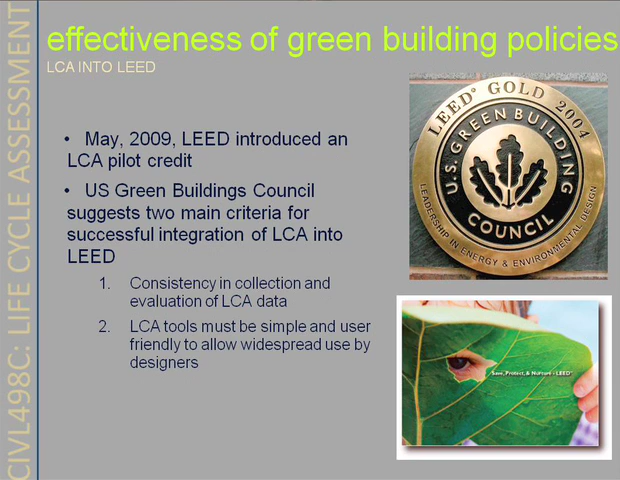 CIVL498C: LIFE CYCLE ASSESSMENT
effectiveness of green building policies
LCA INTO LEED
• May, 2009, LEED introduced an
LCA pilot credit
• US Green Buildings Council
suggests two main criteria for
successful integration of LCA into
LEED
1. Consistency in collection and
evaluation of LCA data
2. LCA tools must be simple and user
friendly to allow widespread use by
designers
LEED® GOLD 2004
U.S. GREEN BUILDING
COUNCIL
LEADERSHIP IN ENERGY & ENVIRONMENTAL DESIGN
Save, Protect, & Nurture - LEED™